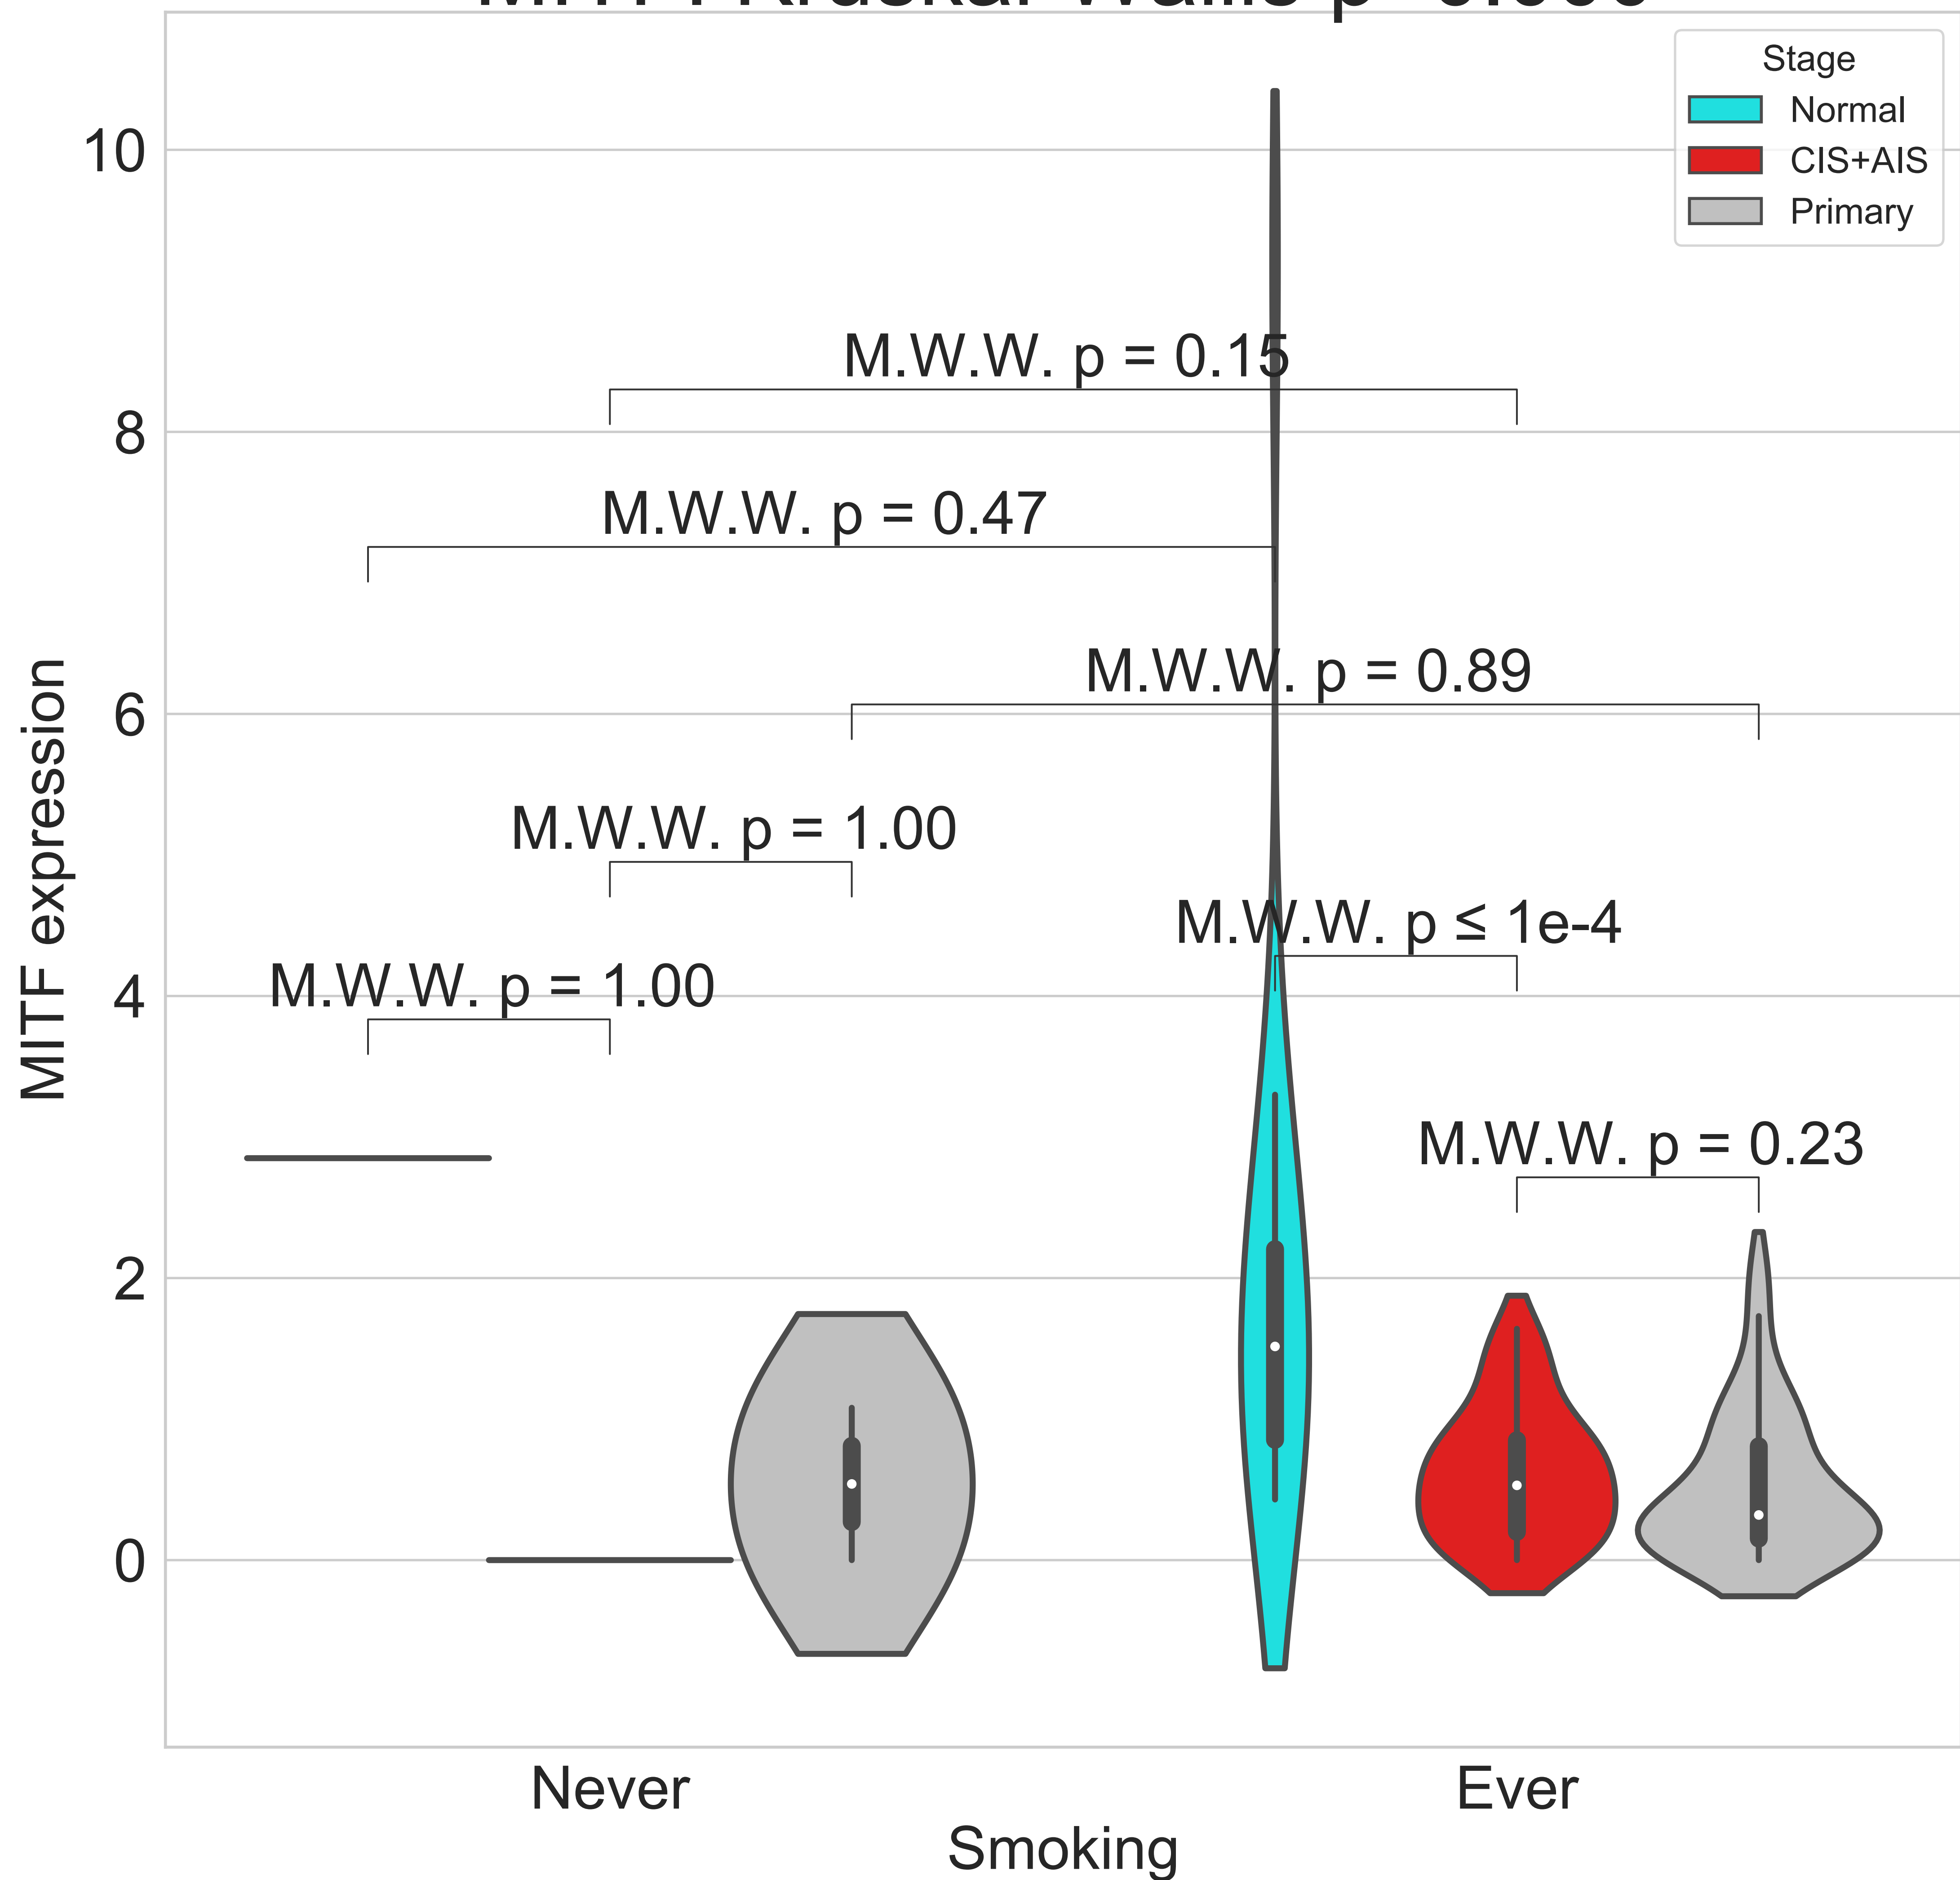 Stage
Normal
CIS+AIS
Primary
10
8
6
4
2
0
MITF expression
M.W.W. p = 0.15
M.W.W. p = 0.47
M.W.W. p = 0.89
M.W.W. p = 1.00
M.W.W. p ≤ 1e-4
M.W.W. p = 1.00
M.W.W. p = 0.23
Never
Ever
Smoking